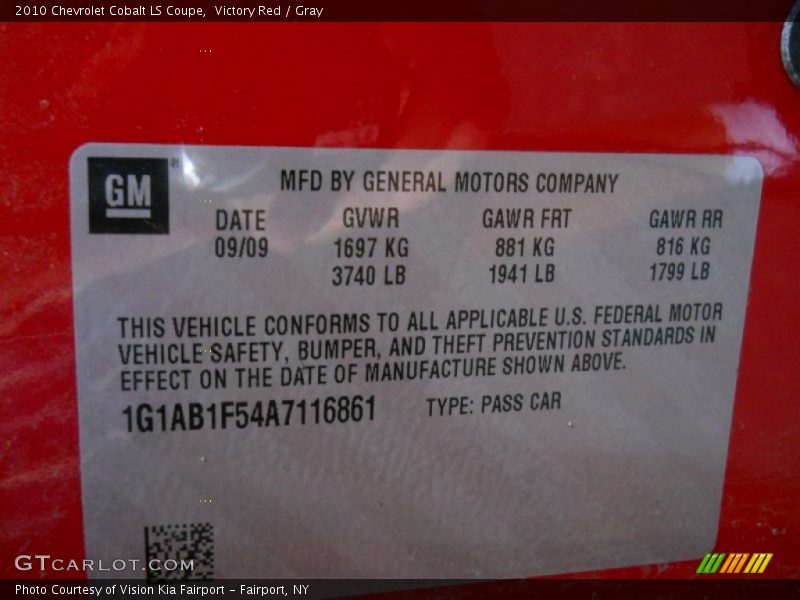 2010 Chevrolet Cobalt LS Coupe,  Victory Red / Gray
GM ®
MFD BY GENERAL MOTORS COMPANY
DATE GVWR GAWR FRT GAWR RR
09/09 1697 KG 881 KG 816 KG
3740 LB 1941 LB 1799 LB
THIS VEHICLE CONFORMS TO ALL APPLICABLE U.S. FEDERAL MOTOR
VEHICLE SAFETY, BUMPER, AND THEFT PREVENTION STANDARDS IN
EFFECT ON THE DATE OF MANUFACTURE SHOWN ABOVE.
1G1AB1F54A7116861 TYPE: PASS CAR
GTCARLOT.COM
Photo Courtesy of Vision Kia Fairport - Fairport, NY